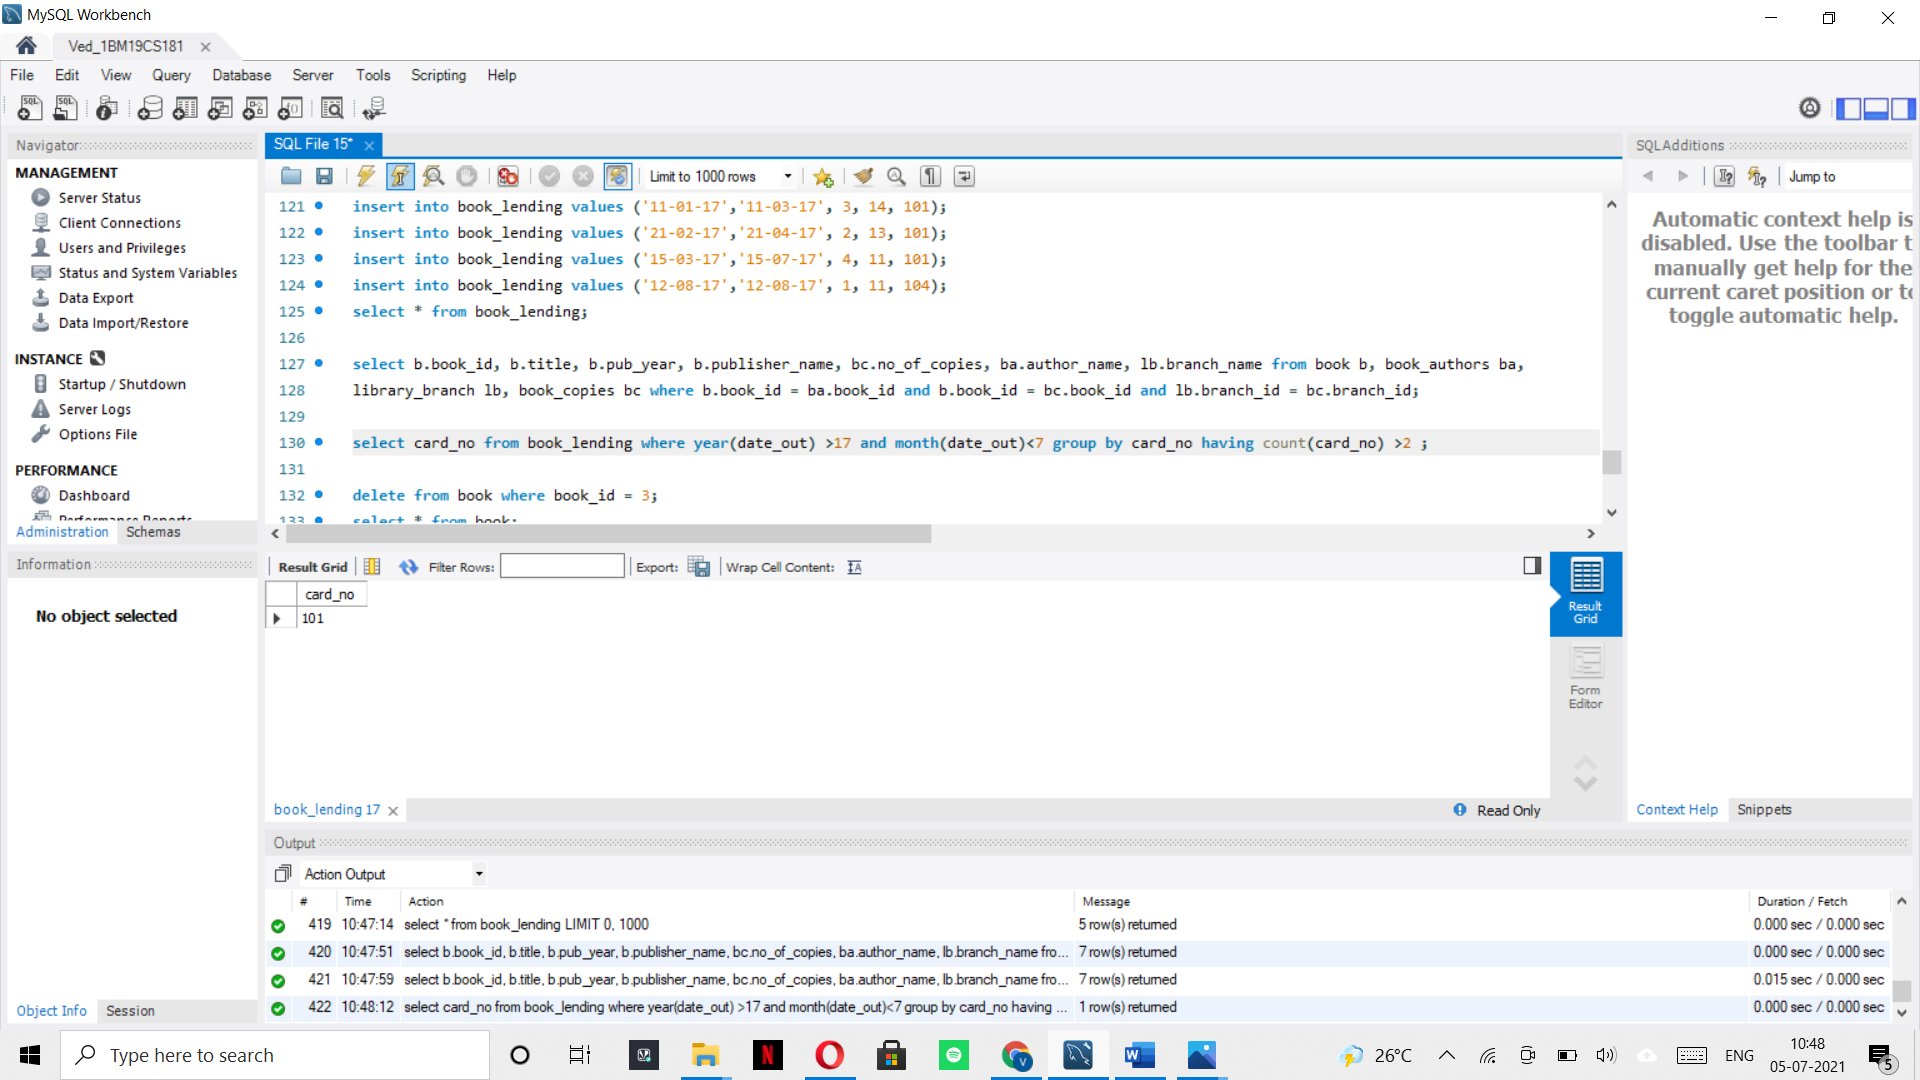 MySQL Workbench
Ved_1BM19CS181
File Edit View Query Database Server Tools Scripting Help
Navigator
MANAGEMENT
Server Status
Client Connections
Users and Privileges
Status and System Variables
Data Export
Data Import/Restore
INSTANCE
Startup / Shutdown
Server Logs
Options File
PERFORMANCE
Dashboard
Performance Reports
Administration Schemas
Information
No object selected
Object Info Session
SQL File 15*
Limit to 1000 rows
121 insert into book_lending values ('11-01-17','11-03-17', 3, 14, 101);
122 insert into book_lending values ('21-02-17','21-04-17', 2, 13, 101);
123 insert into book_lending values ('15-03-17','15-07-17', 4, 11, 101);
124 insert into book_lending values ('12-08-17','12-08-17', 1, 11, 104);
125 select * from book_lending;
126
127 select b.book_id, b.title, b.pub_year, b.publisher_name, bc.no_of_copies, ba.author_name, lb.branch_name from book b, book_authors ba,
128 library_branch lb, book_copies bc where b.book_id = ba.book_id and b.book_id = bc.book_id and lb.branch_id = bc.branch_id;
129
130 select card_no from book_lending where year(date_out) >17 and month(date_out)<7 group by card_no having count(card_no) >2 ;
131
132 delete from book where book_id = 3;
133 select * from book;
Result Grid Filter Rows: Export: Wrap Cell Content:
card_no
101
Result
Grid
Form
Editor
book_lending 17
Read Only
SQLAdditions
Jump to
Automatic context help is
disabled. Use the toolbar t
manually get help for the
current caret position or to
toggle automatic help.
Context Help Snippets
Output
Action Output
# Time Action Message Duration / Fetch
419 10:47:14 select * from book_lending LIMIT 0, 1000 5 row(s) returned 0.000 sec / 0.000 sec
420 10:47:51 select b.book_id, b.title, b.pub_year, b.publisher_name, bc.no_of_copies, ba.author_name, lb.branch_name fro... 7 row(s) returned 0.000 sec / 0.000 sec
421 10:47:59 select b.book_id, b.title, b.pub_year, b.publisher_name, bc.no_of_copies, ba.author_name, lb.branch_name fro... 7 row(s) returned 0.015 sec / 0.000 sec
422 10:48:12 select card_no from book_lending where year(date_out) >17 and month(date_out)<7 group by card_no having ... 1 row(s) returned 0.000 sec / 0.000 sec
Type here to search
26°C
ENG
10:48
05-07-2021
5